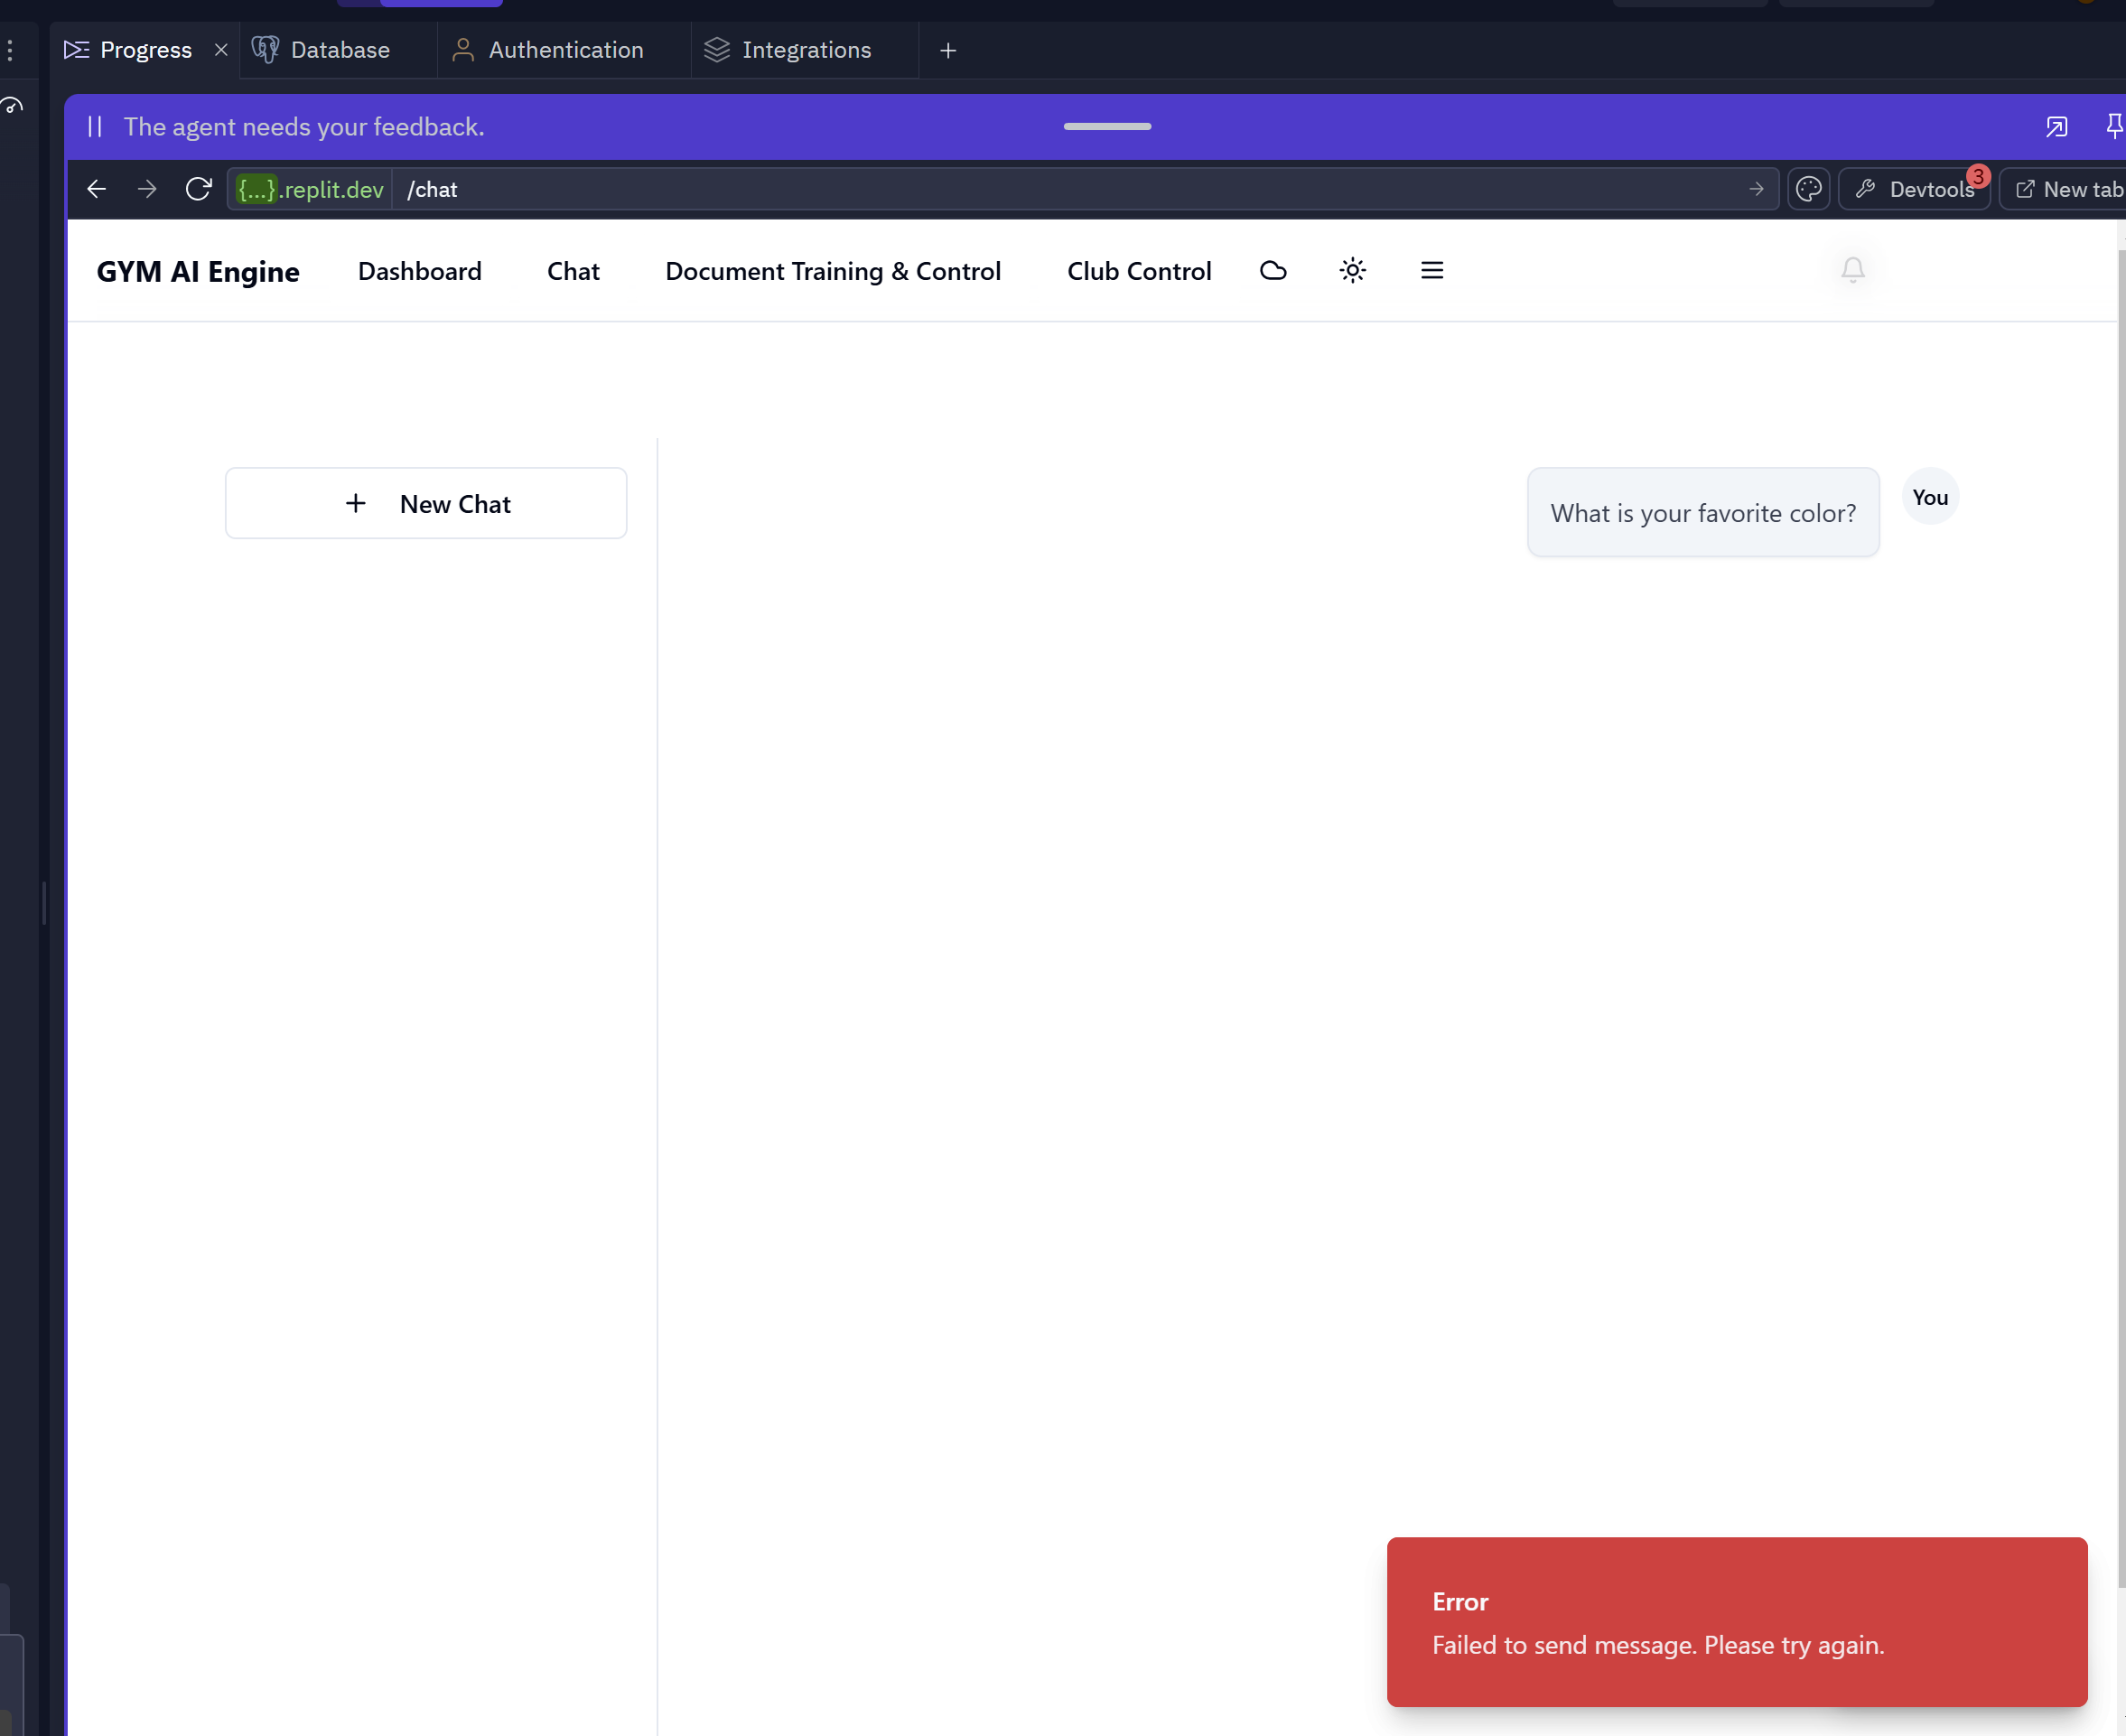 Progress
Database
Authentication
Integrations
The agent needs your feedback.
{...}.replit.dev /chat
Devtools
3
New tab
GYM AI Engine
Dashboard
Chat
Document Training & Control
Club Control
New Chat
What is your favorite color?
You
Error
Failed to send message. Please try again.